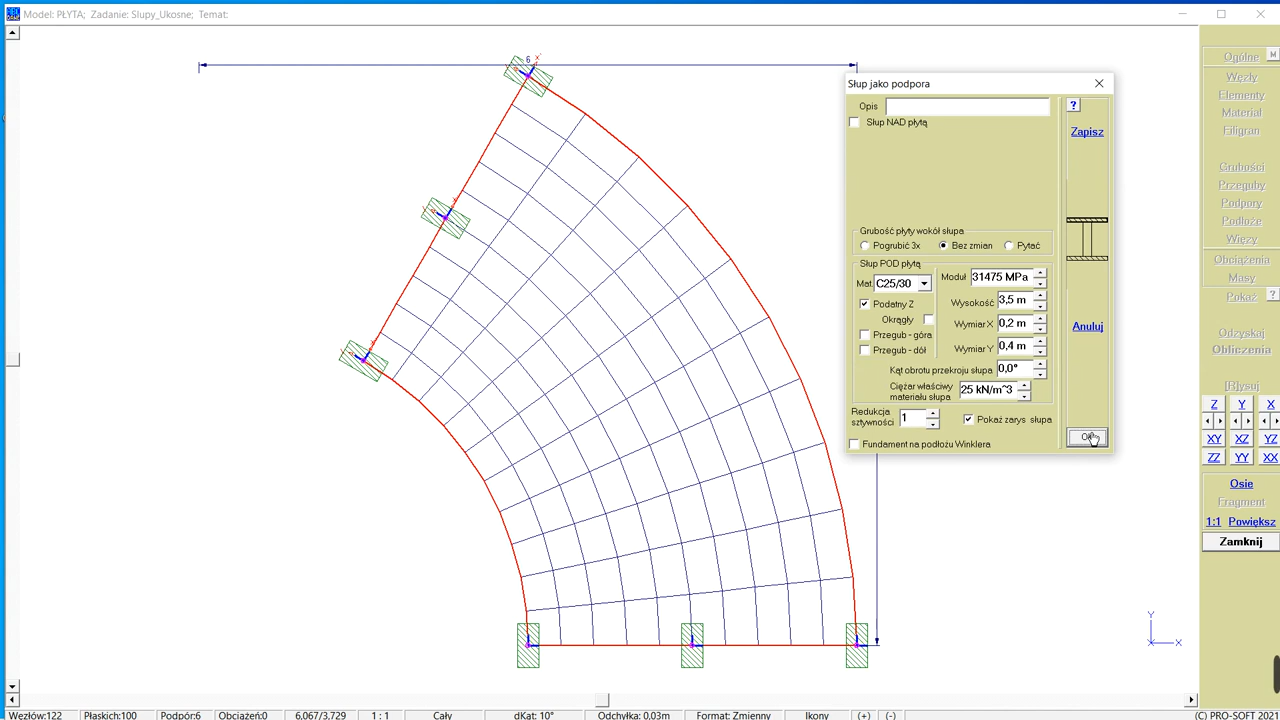 Model: PŁYTA; Zadanie: Slupy_Ukosne; Temat:
6
Słup jako podpora
Opis
Słup NAD płytą
?
Zapisz
Grubość płyty wokół słupa
Pogrubić 3x
Bez zmian
Pytać
Słup POD płytą
Mat. C25/30
Moduł 31475 MPa
Podatny Z
Wysokość 3,5 m
Okrągły
Wymiar X 0,2 m
Anuluj
Przegub - góra
Przegub - dół
Wymiar Y 0,4 m
Kąt obrotu przekroju słupa 0,0°
Ciężar właściwy
materiału słupa 25 kN/m^3
Redukcja
sztywności 1
Pokaż zarys słupa
Fundament na podłożu Winklera
Ogólne M
Węzły
Elementy
Materiał
Filigran
Grubości
Przeguby
Podpory
Podłoże
Więzy
Obciążenia
Masy
Pokaż ?
Odzyskaj
Obliczenia
[R]ysuj
Z Y X
XY XZ YZ
ZZ YY XX
Osie
Fragment
1:1 Powiększ
Zamknij
Y
X
Węzłów:122 Płaskich:100 Podpór:6 Obciążeń:0 6,067/3,729 1 : 1 Cały dKąt: 10° Odchyłka: 0,03m Format: Zmienny Ikony (+) (-) (C) PRO-SOFT 2021